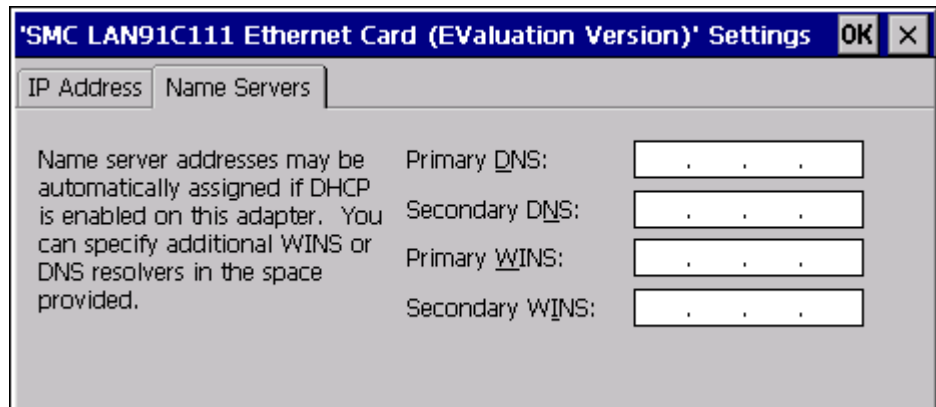 'SMC LAN91C111 Ethernet Card (EValuation Version)' Settings OK ×
IP Address Name Servers
Name server addresses may be
automatically assigned if DHCP
is enabled on this adapter. You
can specify additional WINS or
DNS resolvers in the space
provided.
Primary DNS: . . .
Secondary DNS: . . .
Primary WINS: . . .
Secondary WINS: . . .